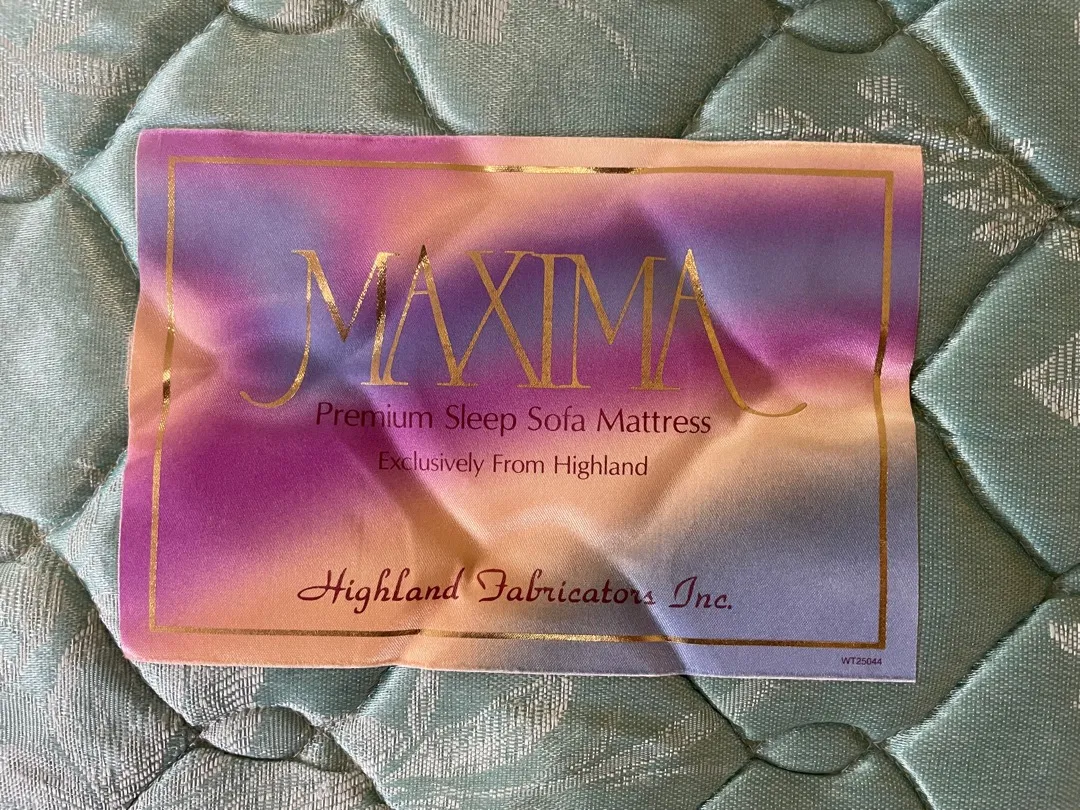 MAXIMA
Premium Sleep Sofa Mattress
Exclusively From Highland
Highland Fabricators Inc.
WT25044